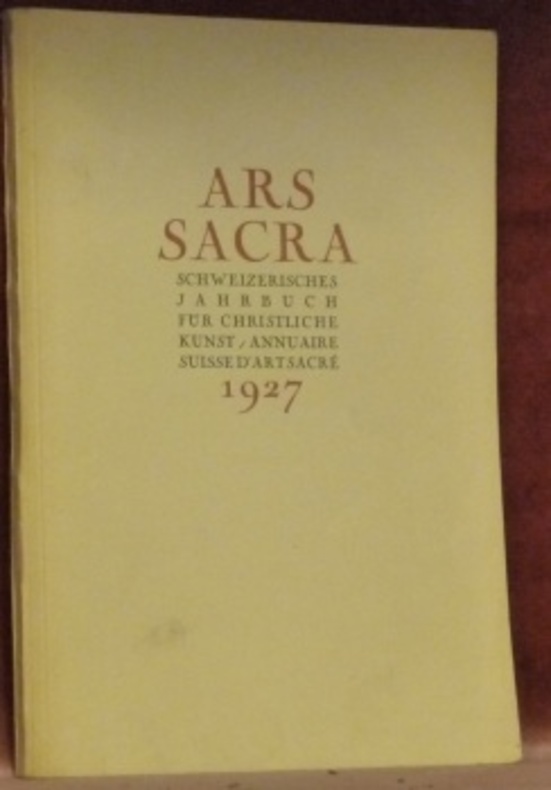 ARS
SACRA
SCHWEIZERISCHES
JAHRBUCH
FÜR CHRISTLICHE
KUNST / ANNUAIRE
SUISSE D'ART SACRÉ
1927